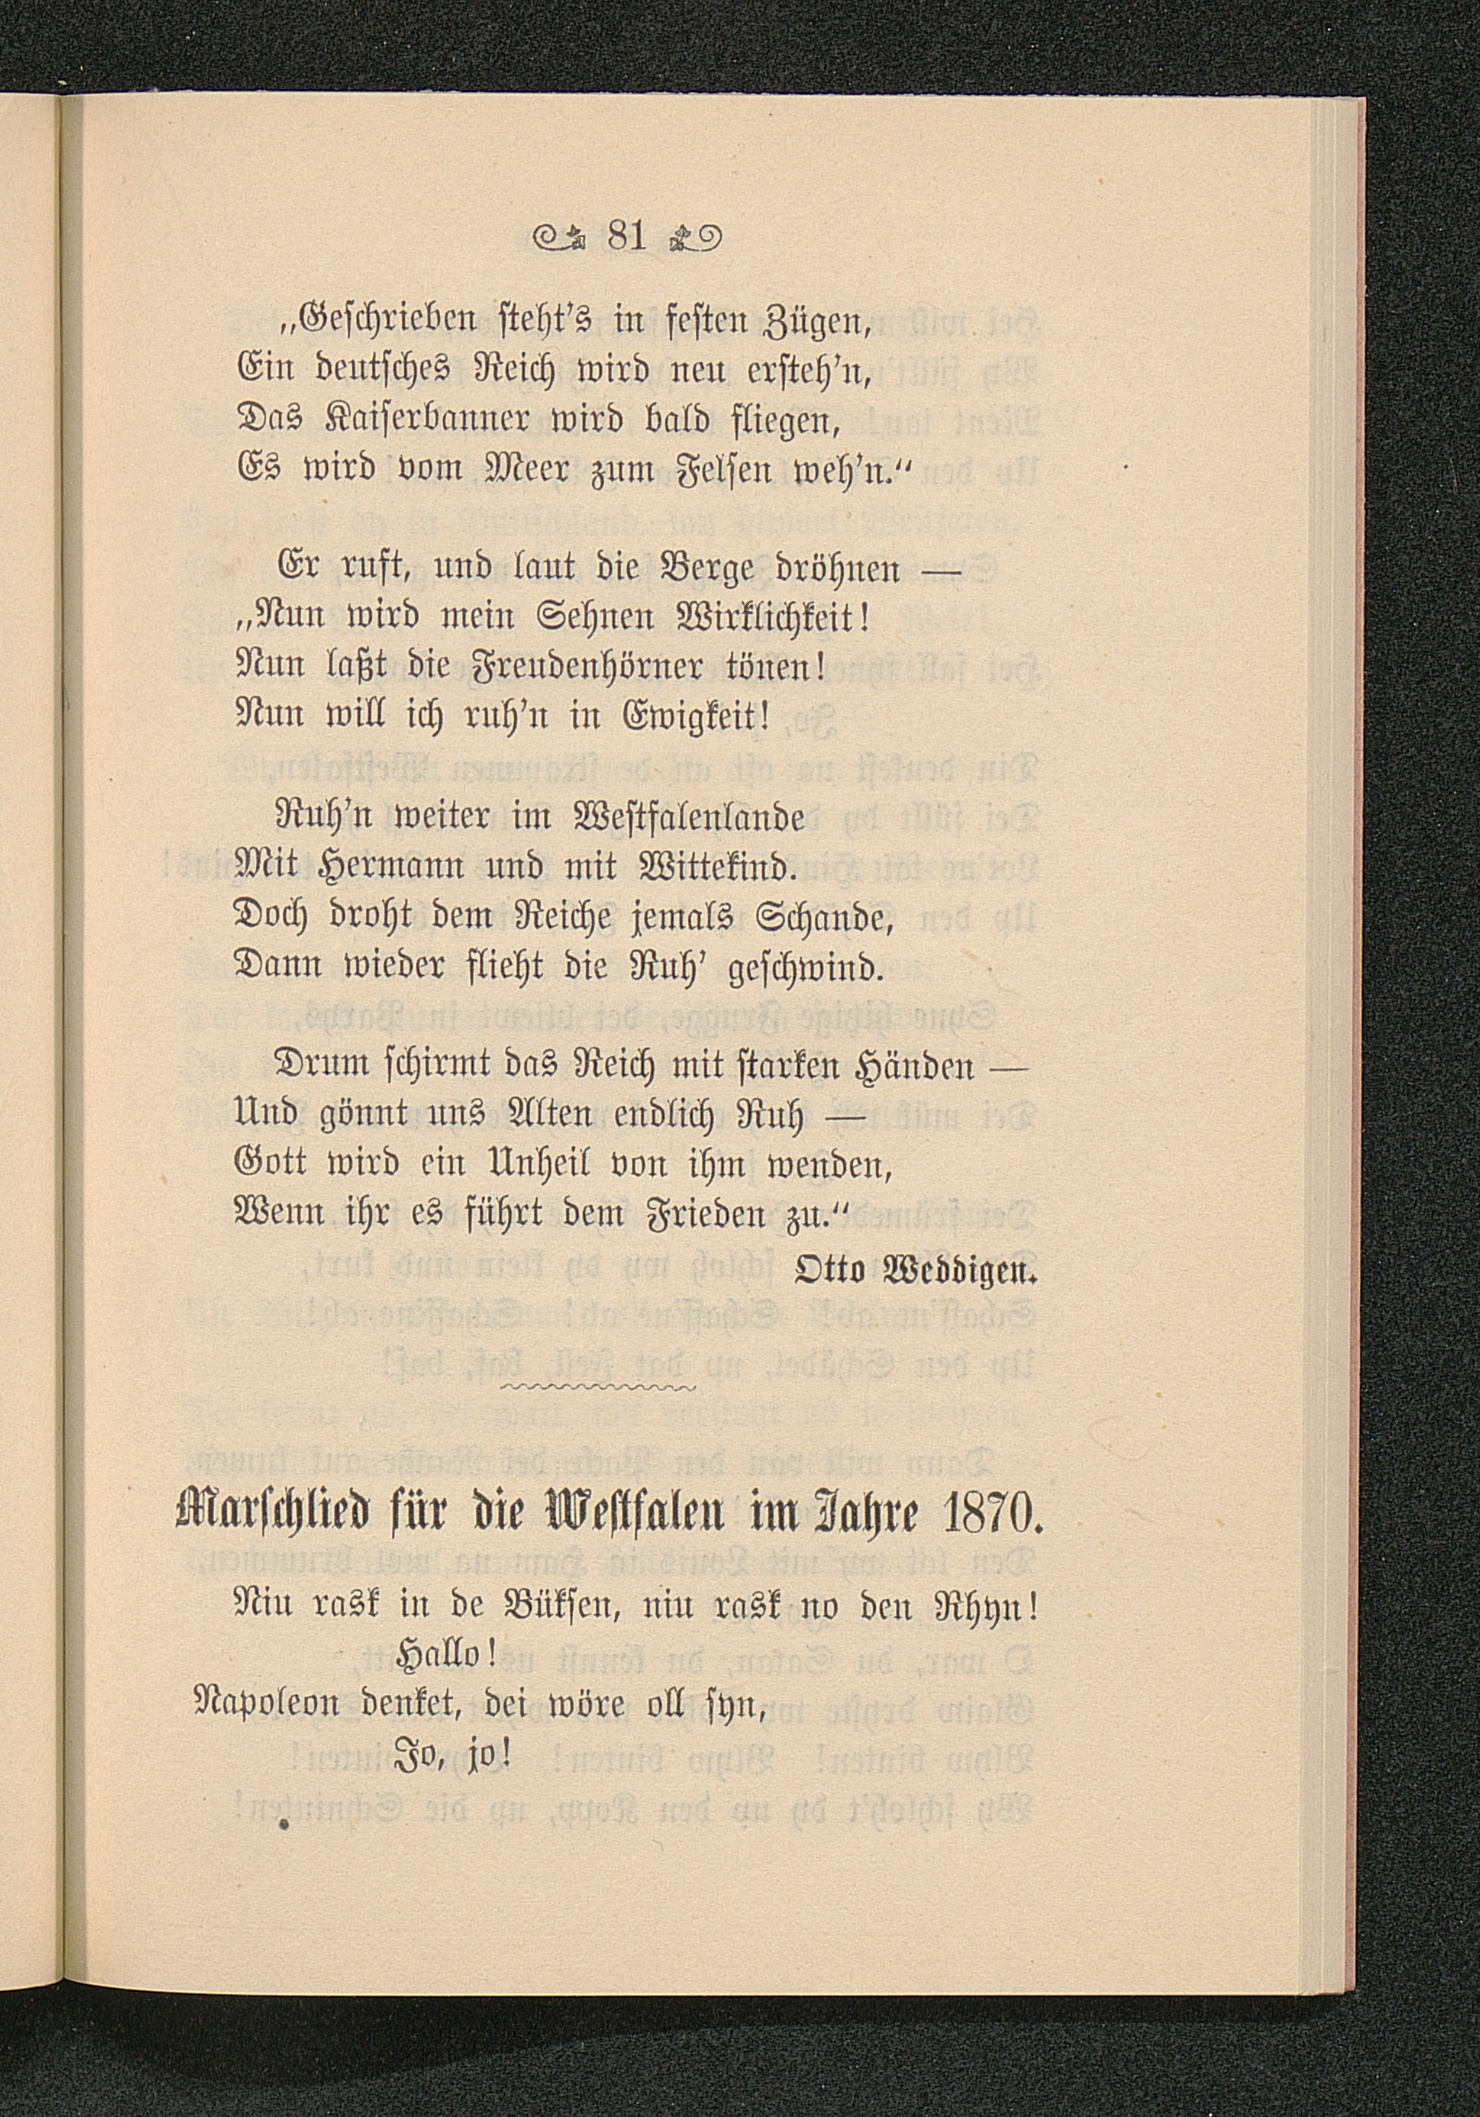 81
„Geschrieben steht's in festen Zügen,
Ein deutsches Reich wird neu ersteh'n,
Das Kaiserbanner wird bald fliegen,
Es wird vom Meer zum Felsen weh'n.“
Er ruft, und laut die Berge dröhnen —
„Nun wird mein Sehnen Wirklichkeit!
Nun laßt die Freudenhörner tönen!
Nun will ich ruh'n in Ewigkeit!
Ruh'n weiter im Westfalenlande
Mit Hermann und mit Wittekind.
Doch droht dem Reiche jemals Schande,
Dann wieder flieht die Ruh' geschwind.
Drum schirmt das Reich mit starken Händen —
Und gönnt uns Alten endlich Ruh —
Gott wird ein Unheil von ihm wenden,
Wenn ihr es führt dem Frieden zu.“
Otto Weddigen.
Marschlied für die Westfalen im Jahre 1870.
Niu rask in de Büksen, niu rask no den Rhyn!
Hallo!
Napoleon denket, dei wöre oll syn,
Jo, jo!